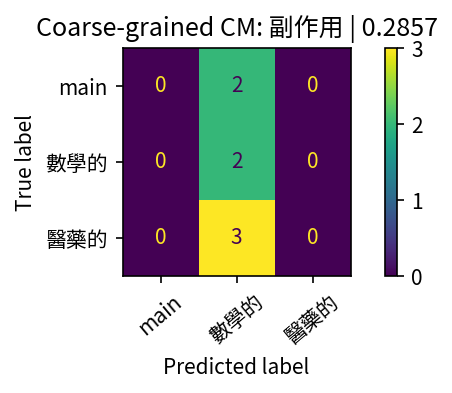 Coarse-grained CM: 副作用 | 0.2857
True label
main 0 2 0
數學的 0 2 0
醫藥的 0 3 0
main 數學的 醫藥的
Predicted label
3
2
1
0